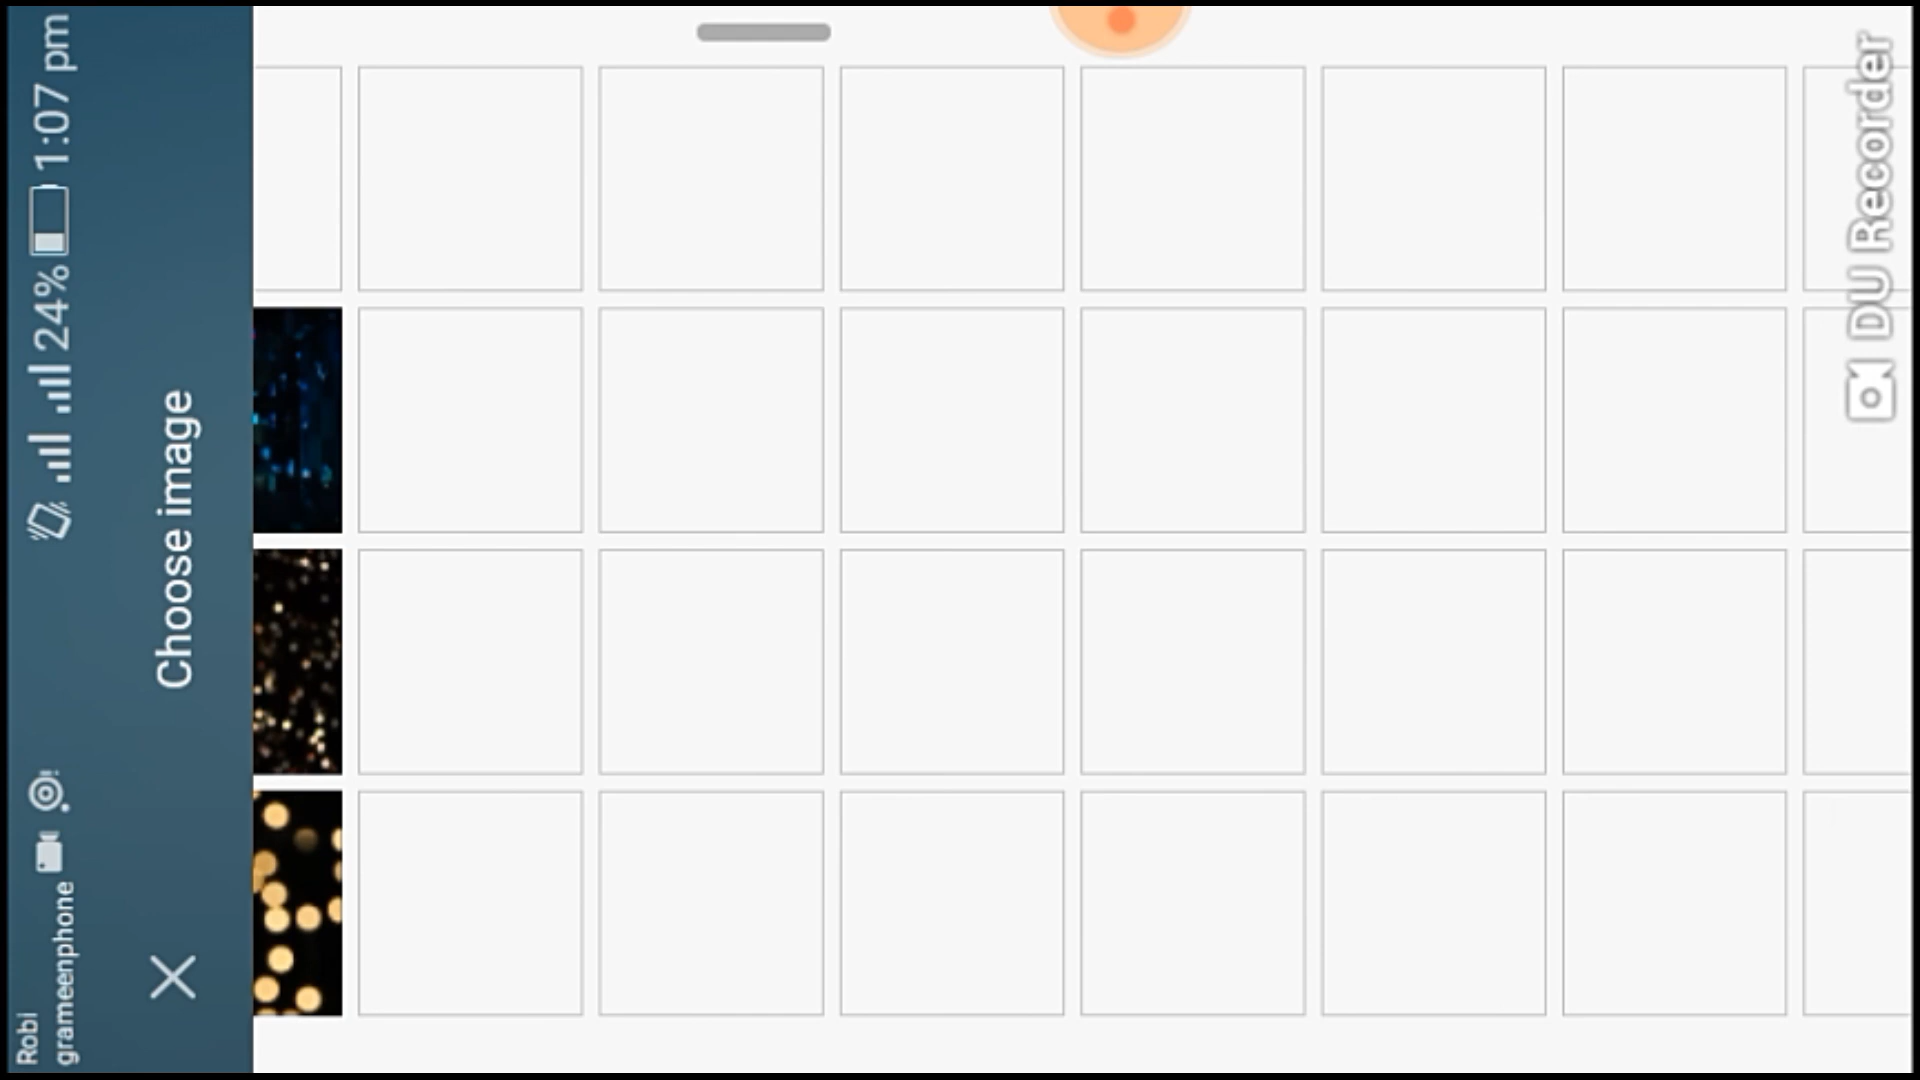 Robi
grameenphone
24% 1:07 pm
Choose image
DU Recorder